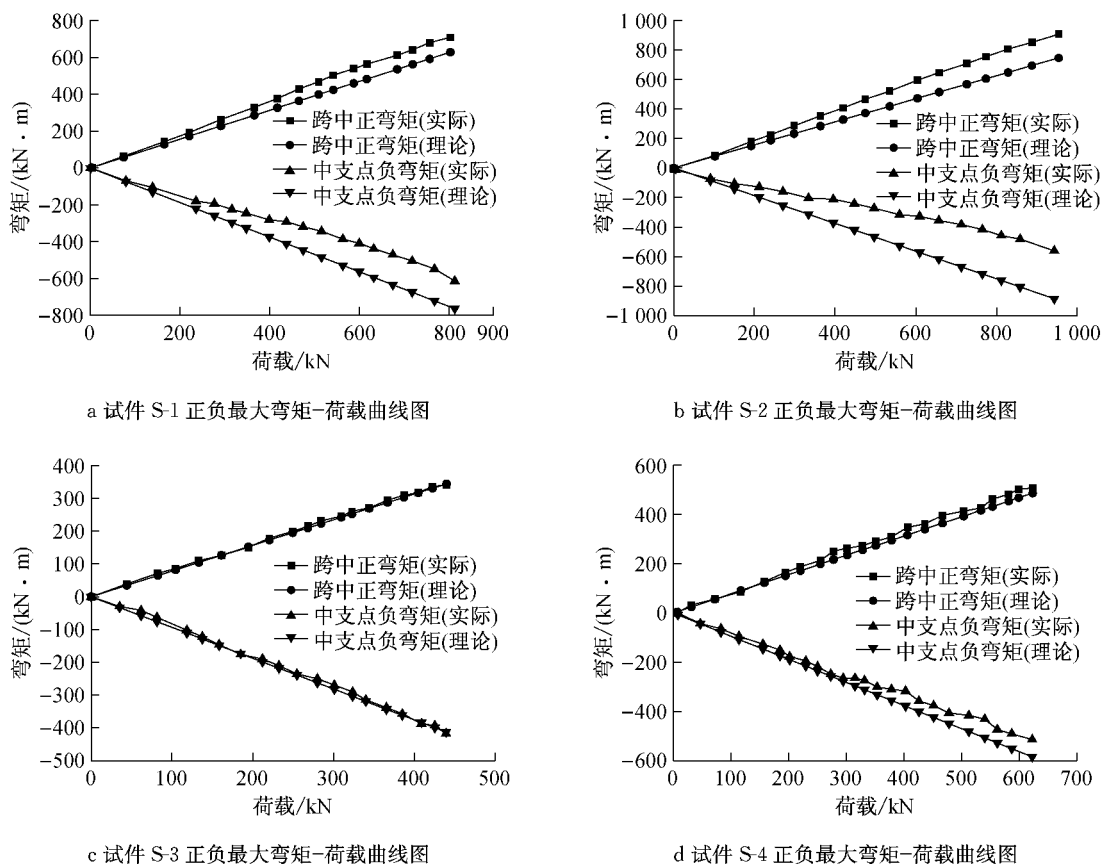 弯矩/(kN · m)
800
600
400
200
0
-200
-400
-600
-800
跨中正弯矩(实际)
跨中正弯矩(理论)
中支点负弯矩(实际)
中支点负弯矩(理论)
0 200 400 600 800 900
荷载/kN
a 试件 S-1 正负最大弯矩-荷载曲线图
弯矩/(kN · m)
1 000
800
600
400
200
0
-200
-400
-600
-800
-1 000
跨中正弯矩(实际)
跨中正弯矩(理论)
中支点负弯矩(实际)
中支点负弯矩(理论)
0 200 400 600 800 1 000
荷载/kN
b 试件 S-2 正负最大弯矩-荷载曲线图
弯矩/(kN · m)
400
300
200
100
0
-100
-200
-300
-400
-500
跨中正弯矩(实际)
跨中正弯矩(理论)
中支点负弯矩(实际)
中支点负弯矩(理论)
0 100 200 300 400 500
荷载/kN
c 试件 S-3 正负最大弯矩-荷载曲线图
弯矩/(kN · m)
600
400
200
0
-200
-400
-600
跨中正弯矩(实际)
跨中正弯矩(理论)
中支点负弯矩(实际)
中支点负弯矩(理论)
0 100 200 300 400 500 600 700
荷载/kN
d 试件 S-4 正负最大弯矩-荷载曲线图